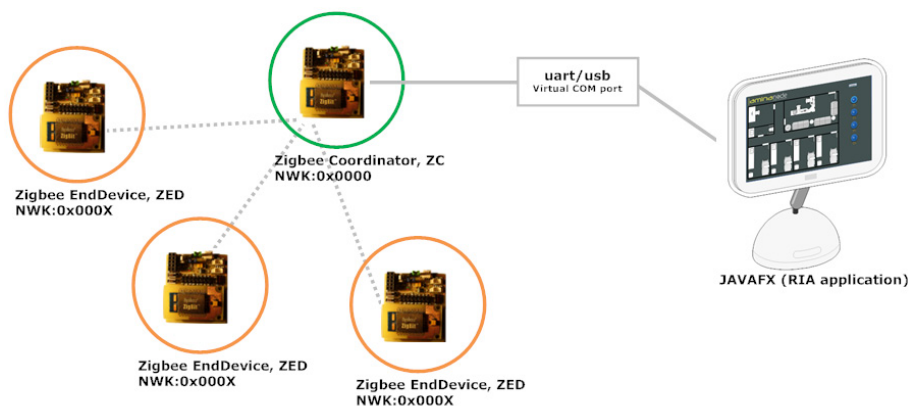 uart/usb
Virtual COM port
Zigbee Coordinator, ZC
NWK:0x0000
Zigbee EndDevice, ZED
NWK:0x000X
JAVAFX (RIA application)
Zigbee EndDevice, ZED
NWK:0x000X
Zigbee EndDevice, ZED
NWK:0x000X